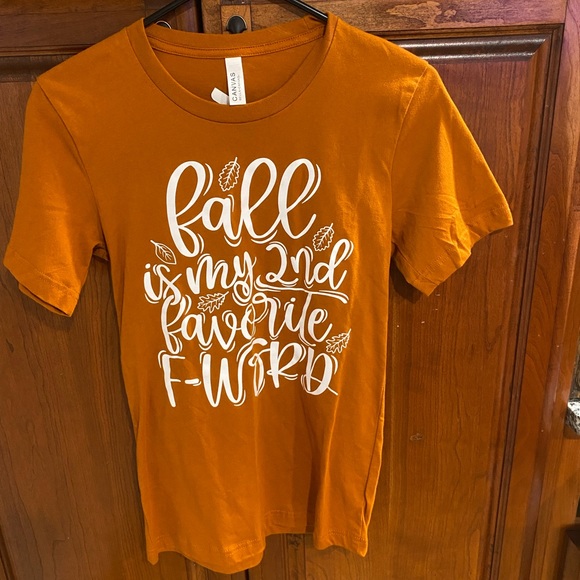 CANVAS
fall
is my 2nd
favorite
F-WORD